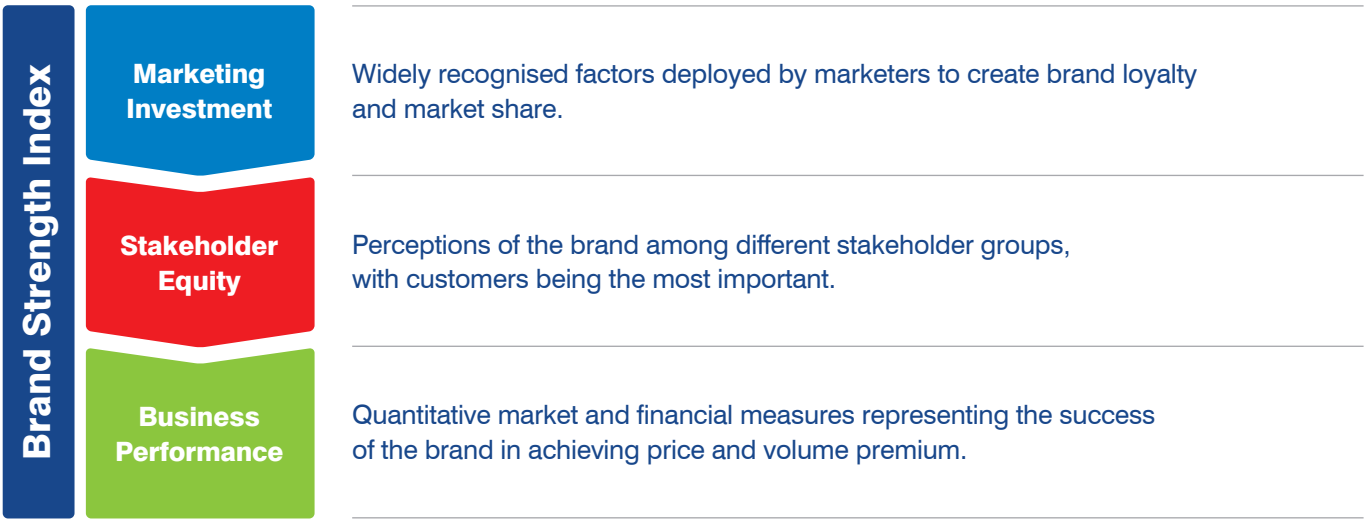 Brand Strength Index
Marketing
Investment
Widely recognised factors deployed by marketers to create brand loyalty
and market share.
Stakeholder
Equity
Perceptions of the brand among different stakeholder groups,
with customers being the most important.
Business
Performance
Quantitative market and financial measures representing the success
of the brand in achieving price and volume premium.